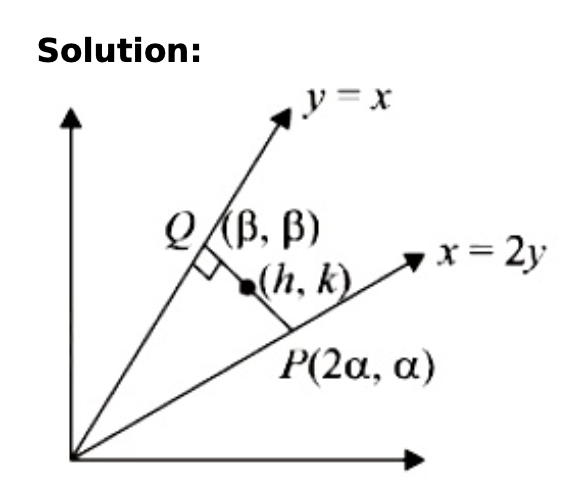 Solution:
y = x
Q (β, β)
x = 2y
(h, k)
P(2α, α)